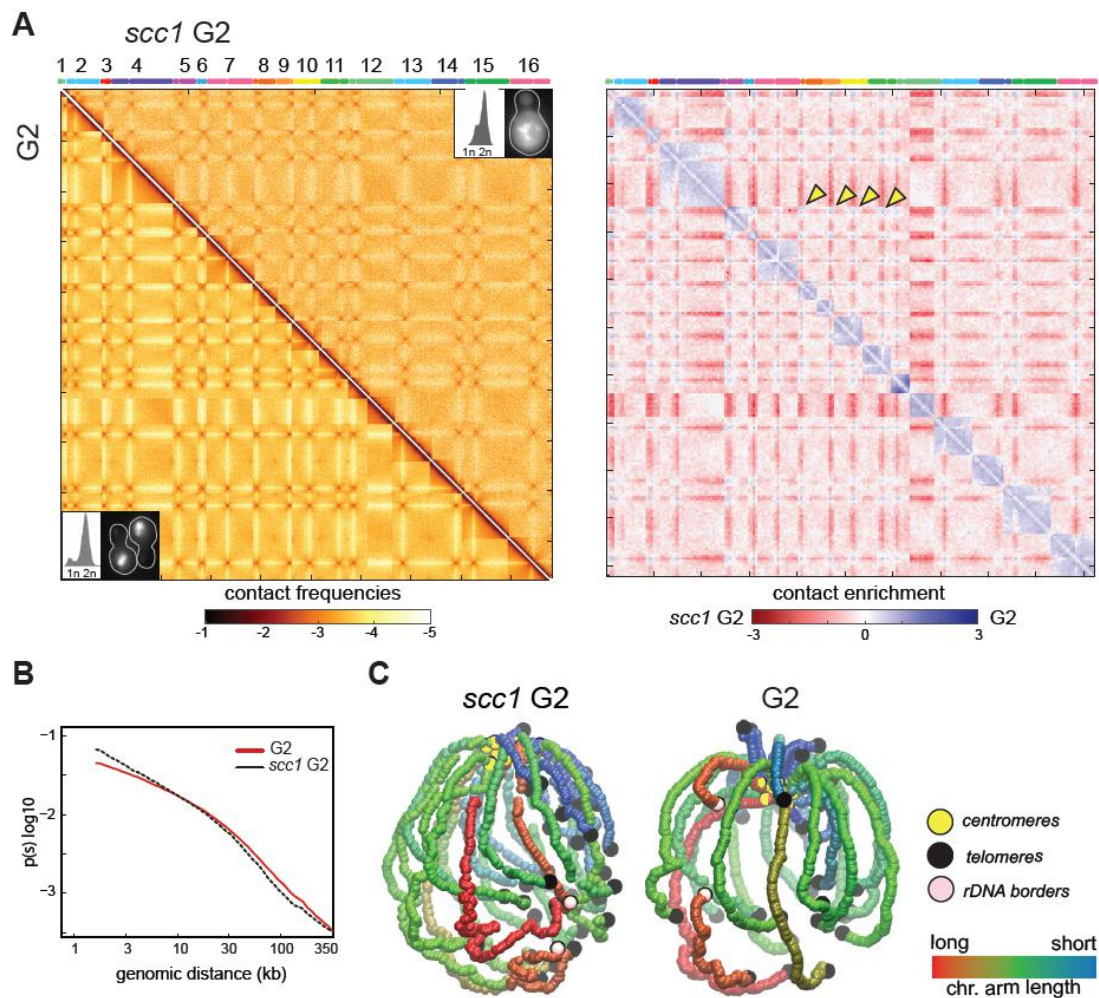 A
scc1 G2
1 2 3 4 5 6 7 8 9 10 11 12 13 14 15 16
G2
1n 2n
1n 2n
contact frequencies
-1 -2 -3 -4 -5
contact enrichment
scc1 G2 G2
-3 0 3
B
−1
−2
−3
p(s) log10
G2
scc1 G2
1 3 10 30 100 350
genomic distance (kb)
C
scc1 G2
G2
centromeres
telomeres
rDNA borders
long short
chr. arm length